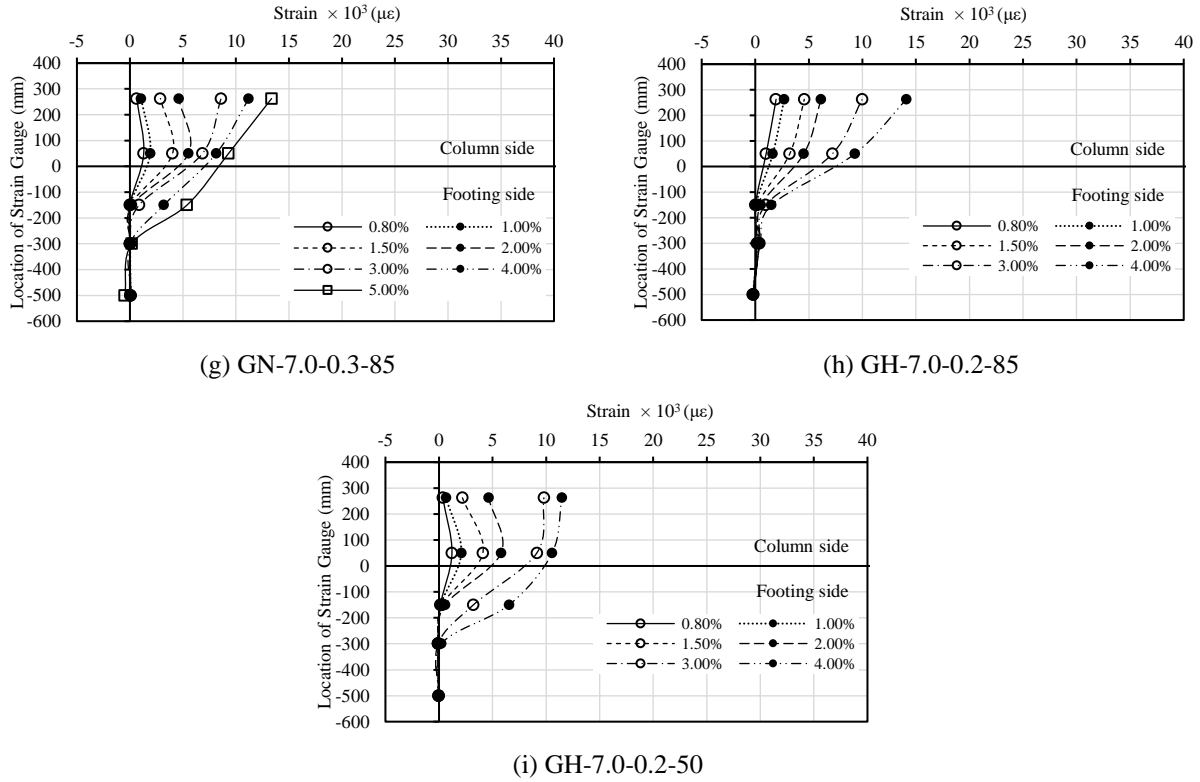 Strain × 10³ (με)
-5 0 5 10 15 20 25 30 35 40
400
300
200
100
0
-100
-200
-300
-400
-500
-600
Location of Strain Gauge (mm)
Column side
Footing side
0.80% 1.00%
1.50% 2.00%
3.00% 4.00%
5.00%
(g) GN-7.0-0.3-85
Strain × 10³ (με)
-5 0 5 10 15 20 25 30 35 40
400
300
200
100
0
-100
-200
-300
-400
-500
-600
Location of Strain Gauge (mm)
Column side
Footing side
0.80% 1.00%
1.50% 2.00%
3.00% 4.00%
(h) GH-7.0-0.2-85
Strain × 10³ (με)
-5 0 5 10 15 20 25 30 35 40
400
300
200
100
0
-100
-200
-300
-400
-500
-600
Location of Strain Gauge (mm)
Column side
Footing side
0.80% 1.00%
1.50% 2.00%
3.00% 4.00%
(i) GH-7.0-0.2-50